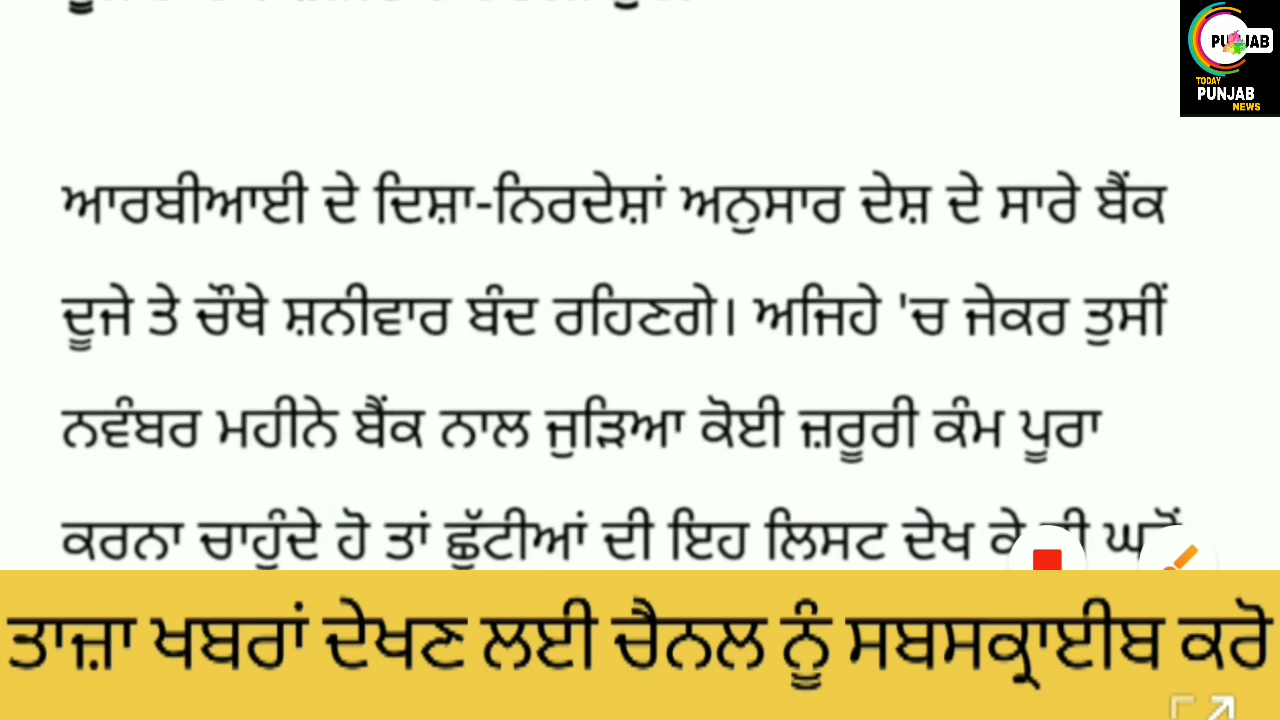 PUNJAB
TODAY
PUNJAB
NEWS
ਆਰਬੀਆਈ ਦੇ ਦਿਸ਼ਾ-ਨਿਰਦੇਸ਼ਾਂ ਅਨੁਸਾਰ ਦੇਸ਼ ਦੇ ਸਾਰੇ ਬੈਂਕ
ਦੂਜੇ ਤੇ ਚੌਥੇ ਸ਼ਨੀਵਾਰ ਬੰਦ ਰਹਿਣਗੇ। ਅਜਿਹੇ 'ਚ ਜੇਕਰ ਤੁਸੀਂ
ਨਵੰਬਰ ਮਹੀਨੇ ਬੈਂਕ ਨਾਲ ਜੁੜਿਆ ਕੋਈ ਜ਼ਰੂਰੀ ਕੰਮ ਪੂਰਾ
ਕਰਨਾ ਚਾਹੁੰਦੇ ਹੋ ਤਾਂ ਛੁੱਟੀਆਂ ਦੀ ਇਹ ਲਿਸਟ ਦੇਖ ਕੇ
ਤਾਜ਼ਾ ਖਬਰਾਂ ਦੇਖਣ ਲਈ ਚੈਨਲ ਨੂੰ ਸਬਸਕ੍ਰਾਈਬ ਕਰੋ